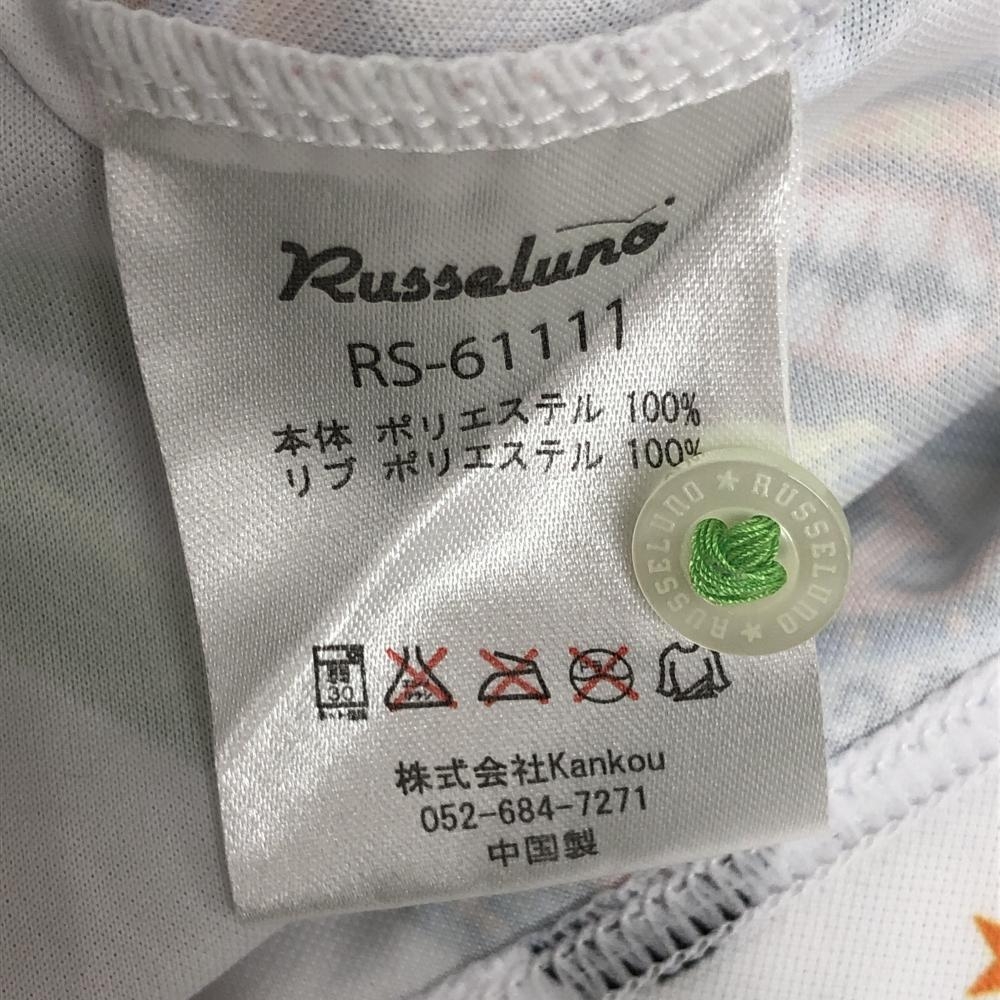 Russeluno
RS-61111
本体 ポリエステル 100%
リブ ポリエステル 100%
RUSSELUNO ★ RUSSELUNO ★
30
株式会社Kankou
052-684-7271
中国製